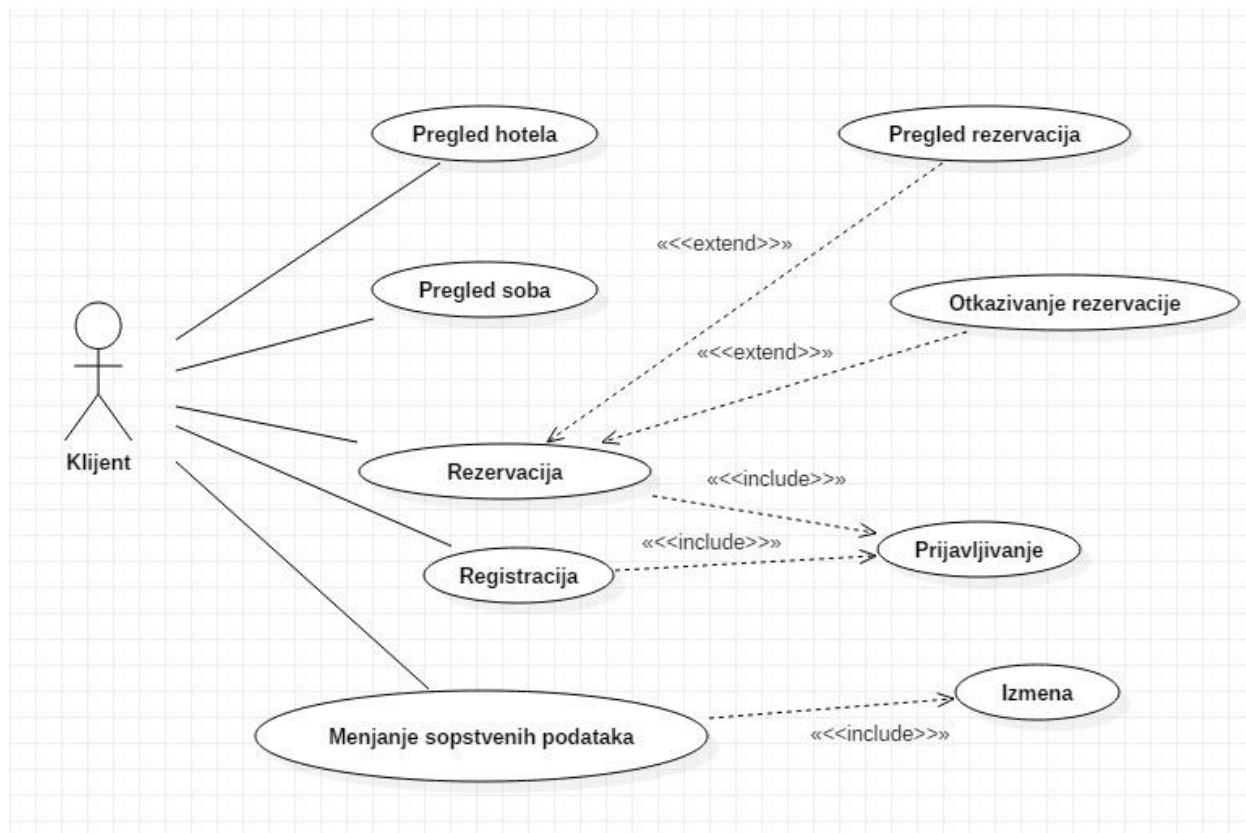 Pregled hotela
Pregled rezervacija
«<<extend>>»
Pregled soba
Otkazivanje rezervacije
«<<extend>>»
Klijent
Rezervacija
«<<include>>»
«<<include>>»
Prijavljivanje
Registracija
Izmena
Menjanje sopstvenih podataka
«<<include>>»